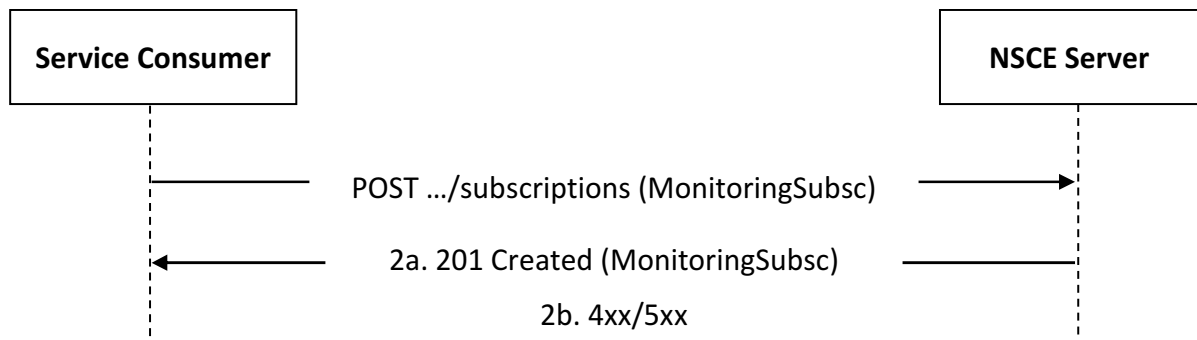 Service Consumer
NSCE Server
POST .../subscriptions (MonitoringSubsc)
2a. 201 Created (MonitoringSubsc)
2b. 4xx/5xx